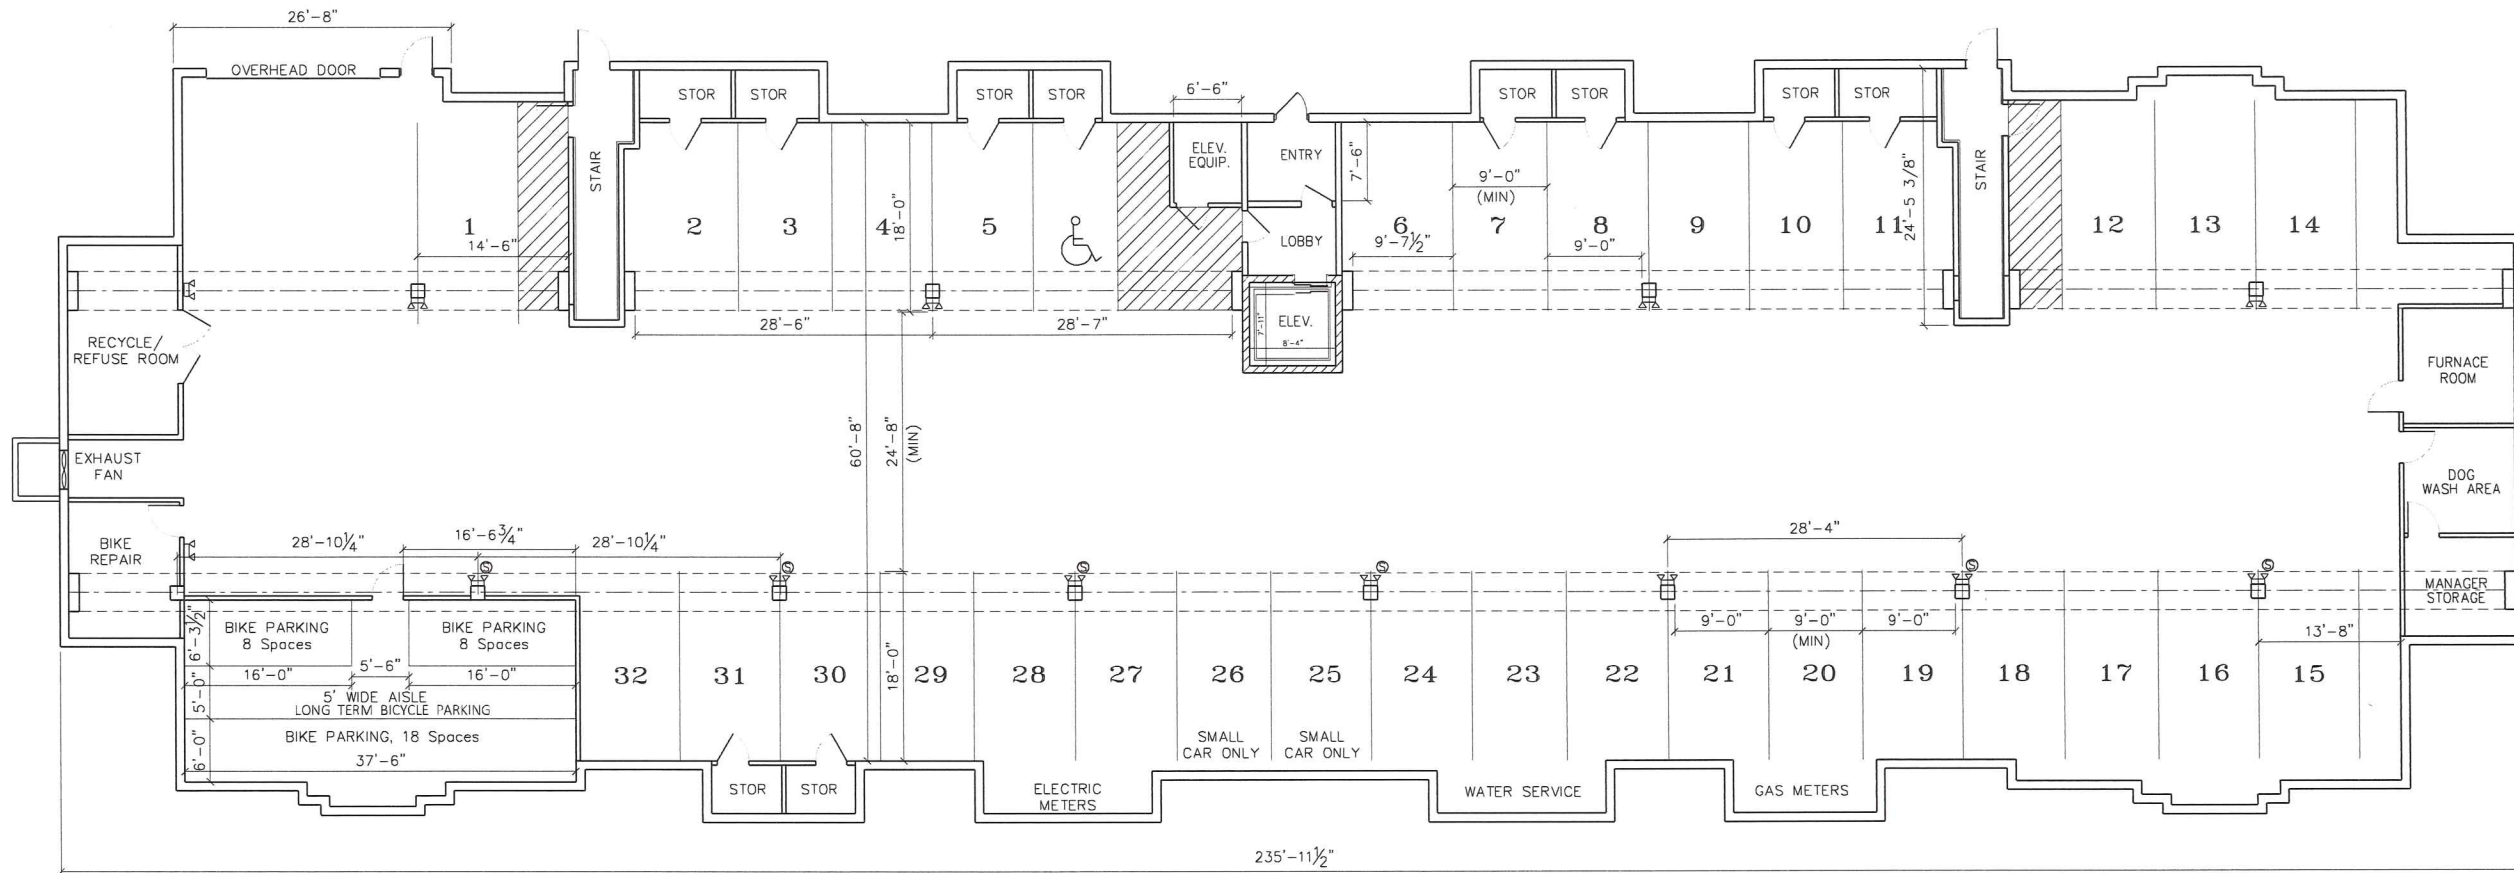 26'-8"
OVERHEAD DOOR
STOR
STOR
STOR
STOR
6'-6"
STOR
STOR
STOR
STOR
ELEV.
EQUIP.
ENTRY
7'-6"
9'-0"
(MIN)
STAIR
STAIR
24'-5 3/8"
18'-0"
1
2
3
4
5
6
7
8
9
10
11
12
13
14
14'-6"
LOBBY
9'-7½"
9'-0"
RECYCLE/
REFUSE ROOM
28'-6"
28'-7"
ELEV.
7'-11"
8'-4"
FURNACE
ROOM
60'-8"
24'-8"
(MIN)
EXHAUST
FAN
DOG
WASH AREA
BIKE
REPAIR
28'-10¼"
16'-6¾"
28'-10¼"
28'-4"
S
S
S
S
S
S
MANAGER
STORAGE
6'-3½"
BIKE PARKING
8 Spaces
BIKE PARKING
8 Spaces
9'-0"
9'-0"
(MIN)
9'-0"
13'-8"
16'-0"
5'-6"
16'-0"
32
31
30
29
28
27
26
25
24
23
22
21
20
19
18
17
16
15
18'-0"
5'-0"
5' WIDE AISLE
LONG TERM BICYCLE PARKING
6'-0"
BIKE PARKING, 18 Spaces
37'-6"
SMALL
CAR ONLY
SMALL
CAR ONLY
STOR
STOR
ELECTRIC
METERS
WATER SERVICE
GAS METERS
235'-11½"